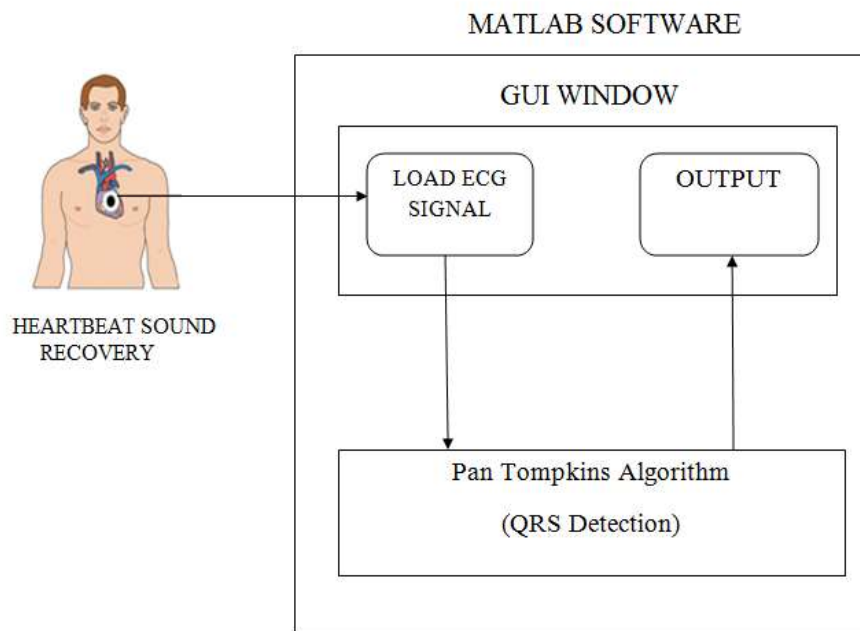 MATLAB SOFTWARE
GUI WINDOW
LOAD ECG
SIGNAL
OUTPUT
HEARTBEAT SOUND
RECOVERY
Pan Tompkins Algorithm
(QRS Detection)